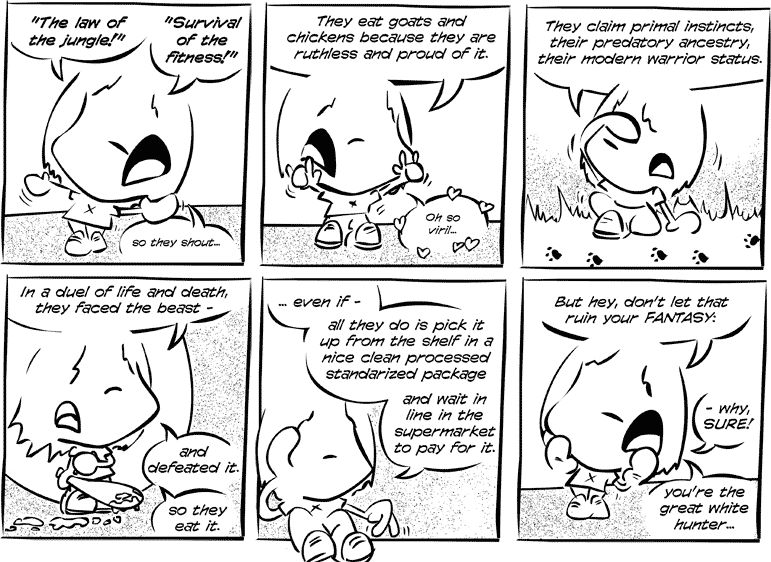 "The law of
the jungle!"
"Survival
of the
fitness!"
so they shout...
They eat goats and
chickens because they are
ruthless and proud of it.
Oh so
viril...
They claim primal instincts,
their predatory ancestry,
their modern warrior status.
In a duel of life and death,
they faced the beast -
and
defeated it.
so they
eat it.
... even if -
all they do is pick it
up from the shelf in a
nice clean processed
standarized package
and wait in
line in the
supermarket
to pay for it.
But hey, don't let that
ruin your FANTASY:
- why,
SURE!
you're the
great white
hunter...